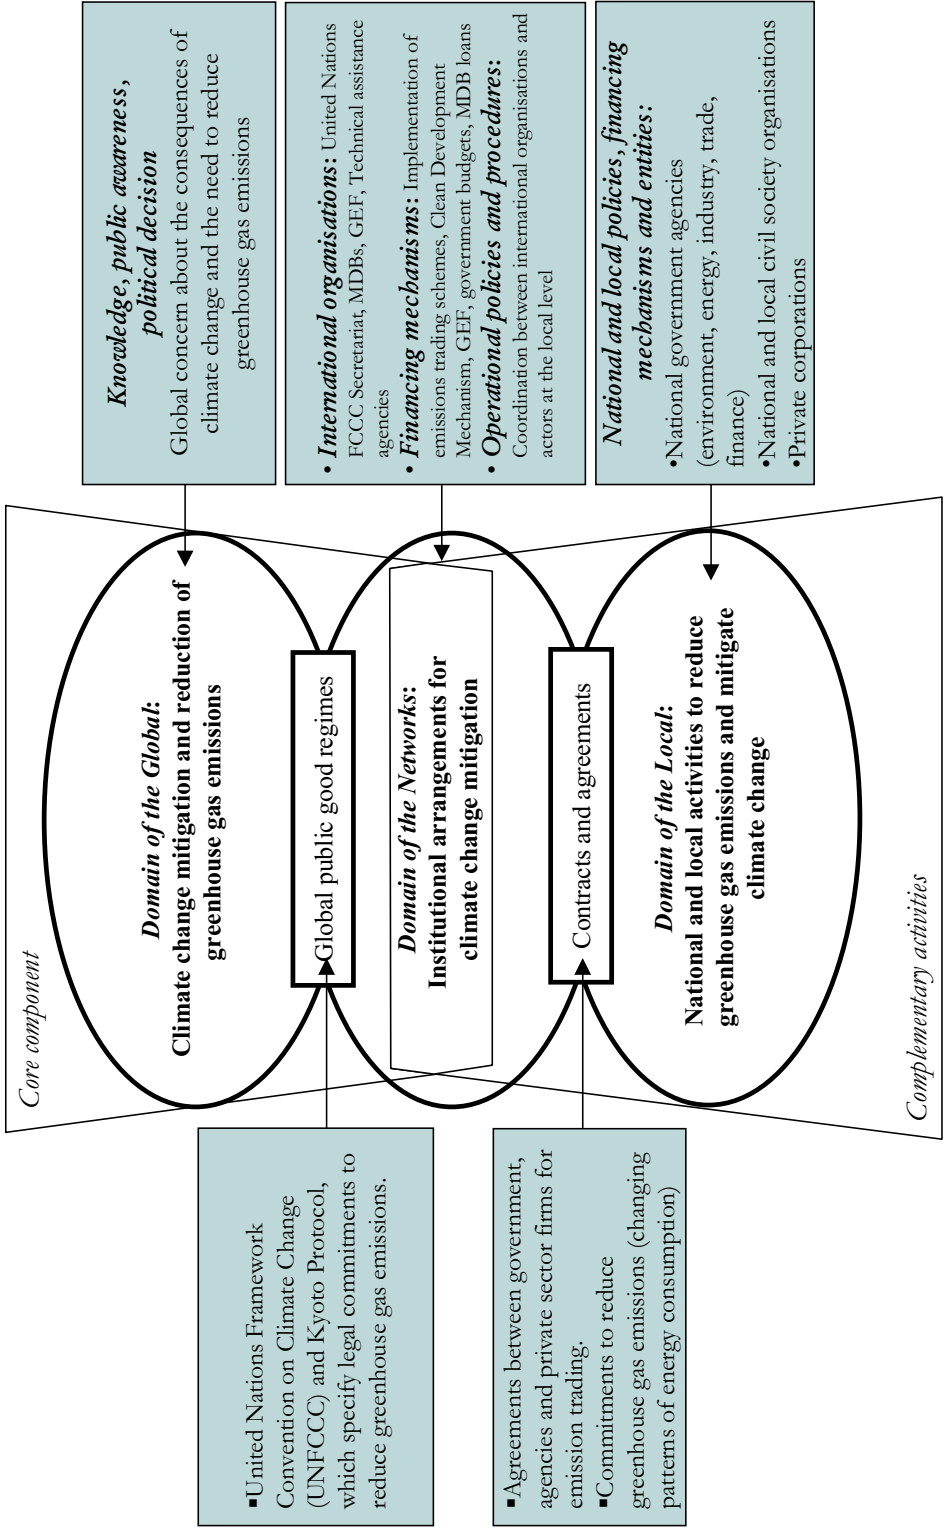 Core component
Domain of the Global:
Climate change mitigation and reduction of
greenhouse gas emissions
Global public good regimes
Domain of the Networks:
Institutional arrangements for
climate change mitigation
Contracts and agreements
Domain of the Local:
National and local activities to reduce
greenhouse gas emissions and mitigate
climate change
Complementary activities
▪United Nations Framework
Convention on Climate Change
(UNFCCC) and Kyoto Protocol,
which specify legal commitments to
reduce greenhouse gas emissions.
▪Agreements between government,
agencies and private sector firms for
emission trading.
▪Commitments to reduce
greenhouse gas emissions (changing
patterns of energy consumption)
Knowledge, public awareness,
political decision
Global concern about the consequences of
climate change and the need to reduce
greenhouse gas emissions
• International organisations: United Nations
FCCC Secretariat, MDBs, GEF, Technical assistance
agencies
• Financing mechanisms: Implementation of
emissions trading schemes, Clean Development
Mechanism, GEF, government budgets, MDB loans
• Operational policies and procedures:
Coordination between international organisations and
actors at the local level
National and local policies, financing
mechanisms and entities:
•National government agencies
(environment, energy, industry, trade,
finance)
•National and local civil society organisations
•Private corporations